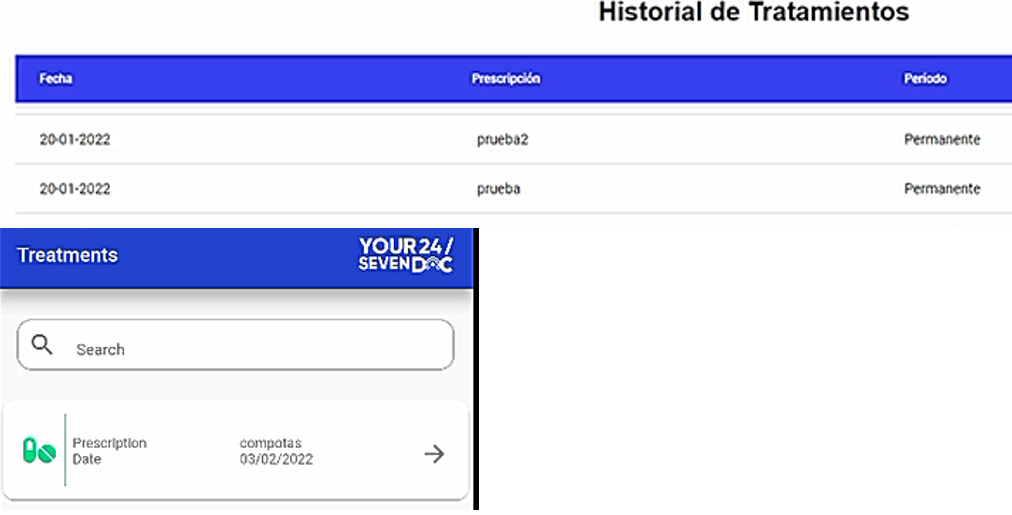 Historial de Tratamientos
Fecha Prescripción Período
20-01-2022 prueba2 Permanente
20-01-2022 prueba Permanente
Treatments
YOUR 24/
SEVEN DOC
Search
Prescription compotas
Date 03/02/2022